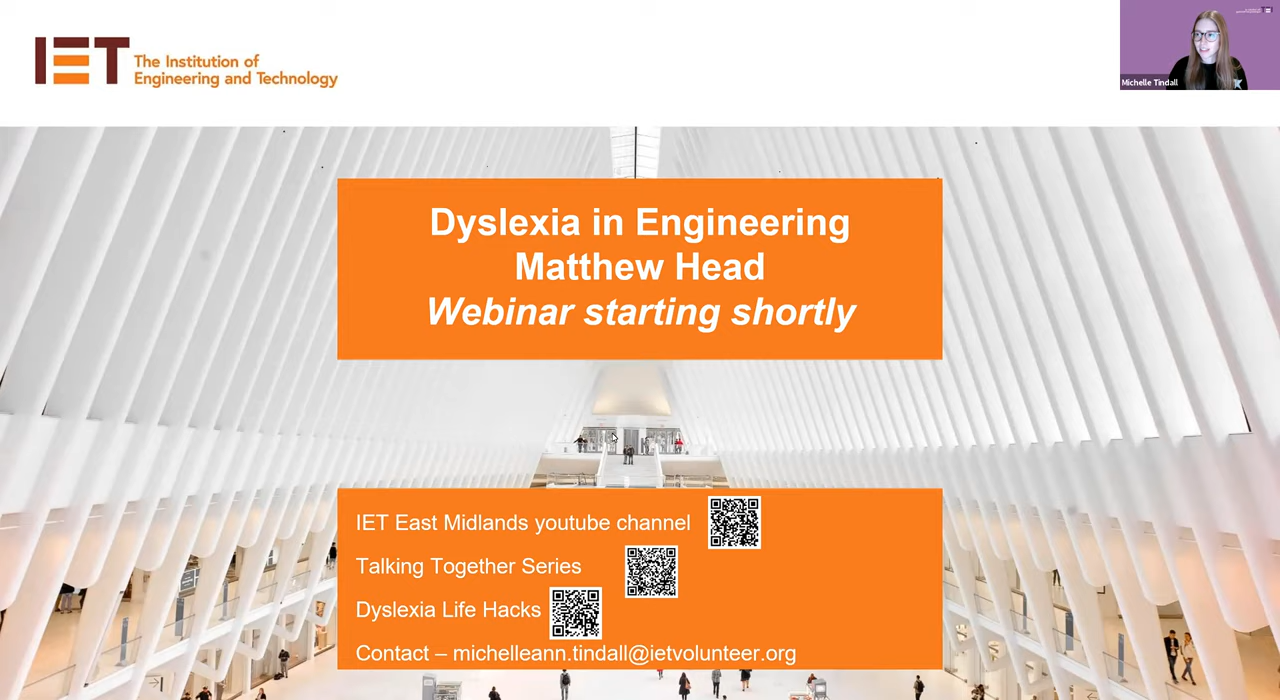 IET The Institution of
Engineering and Technology
Michelle Tindall
Dyslexia in Engineering
Matthew Head
Webinar starting shortly
IET East Midlands youtube channel
Talking Together Series
Dyslexia Life Hacks
Contact – michelleann.tindall@ietvolunteer.org